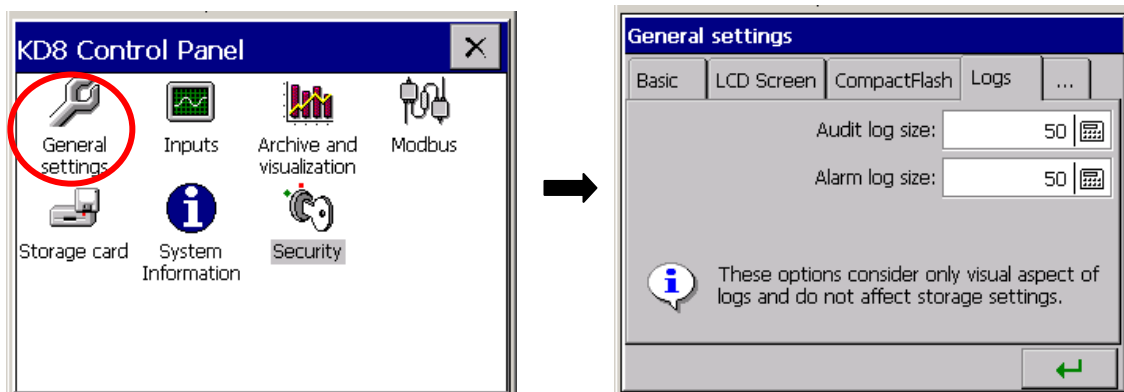 KD8 Control Panel
General
settings
Inputs
Archive and
visualization
Modbus
Storage card
System
Information
Security
General settings
Basic
LCD Screen
CompactFlash
Logs
...
Audit log size:
50
Alarm log size:
50
These options consider only visual aspect of
logs and do not affect storage settings.